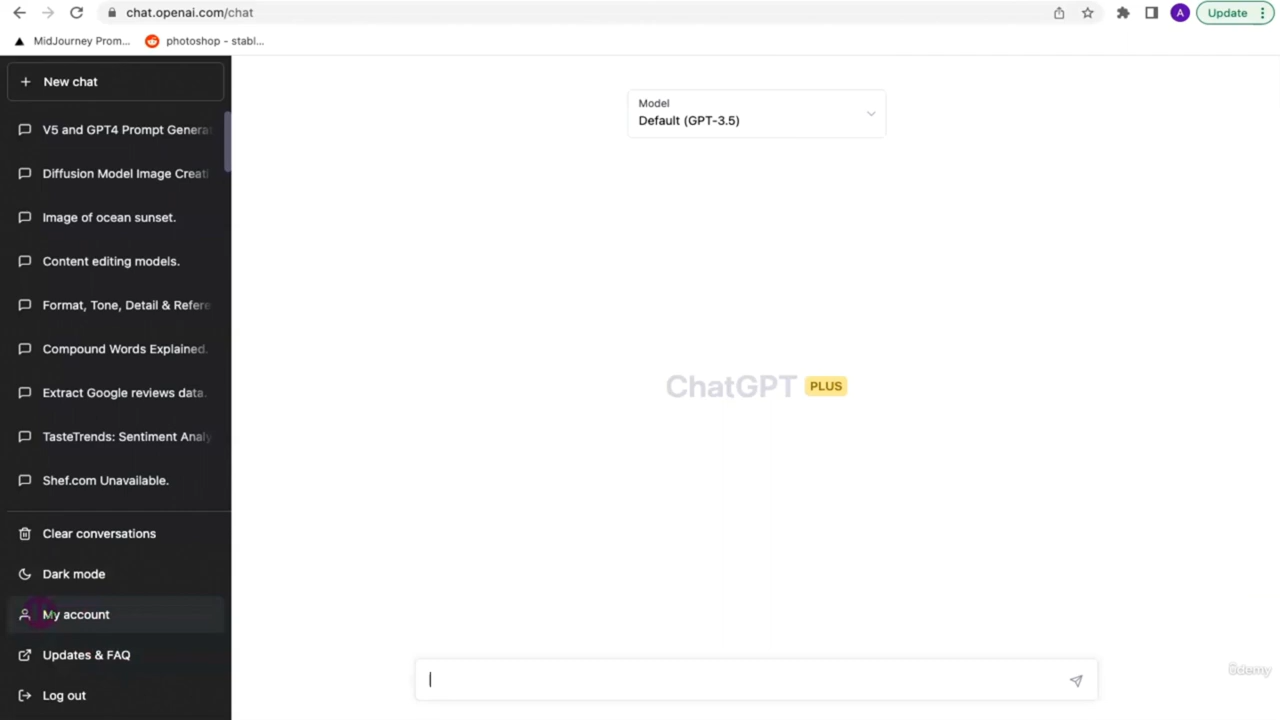 chat.openai.com/chat
A
Update
MidJourney Prom...
photoshop - stabl...
New chat
V5 and GPT4 Prompt Generat
Diffusion Model Image Creati
Image of ocean sunset.
Content editing models.
Format, Tone, Detail & Refere
Compound Words Explained.
Extract Google reviews data.
TasteTrends: Sentiment Analy
Shef.com Unavailable.
Clear conversations
Dark mode
My account
Updates & FAQ
Log out
Model
Default (GPT-3.5)
ChatGPT PLUS
ûdemy